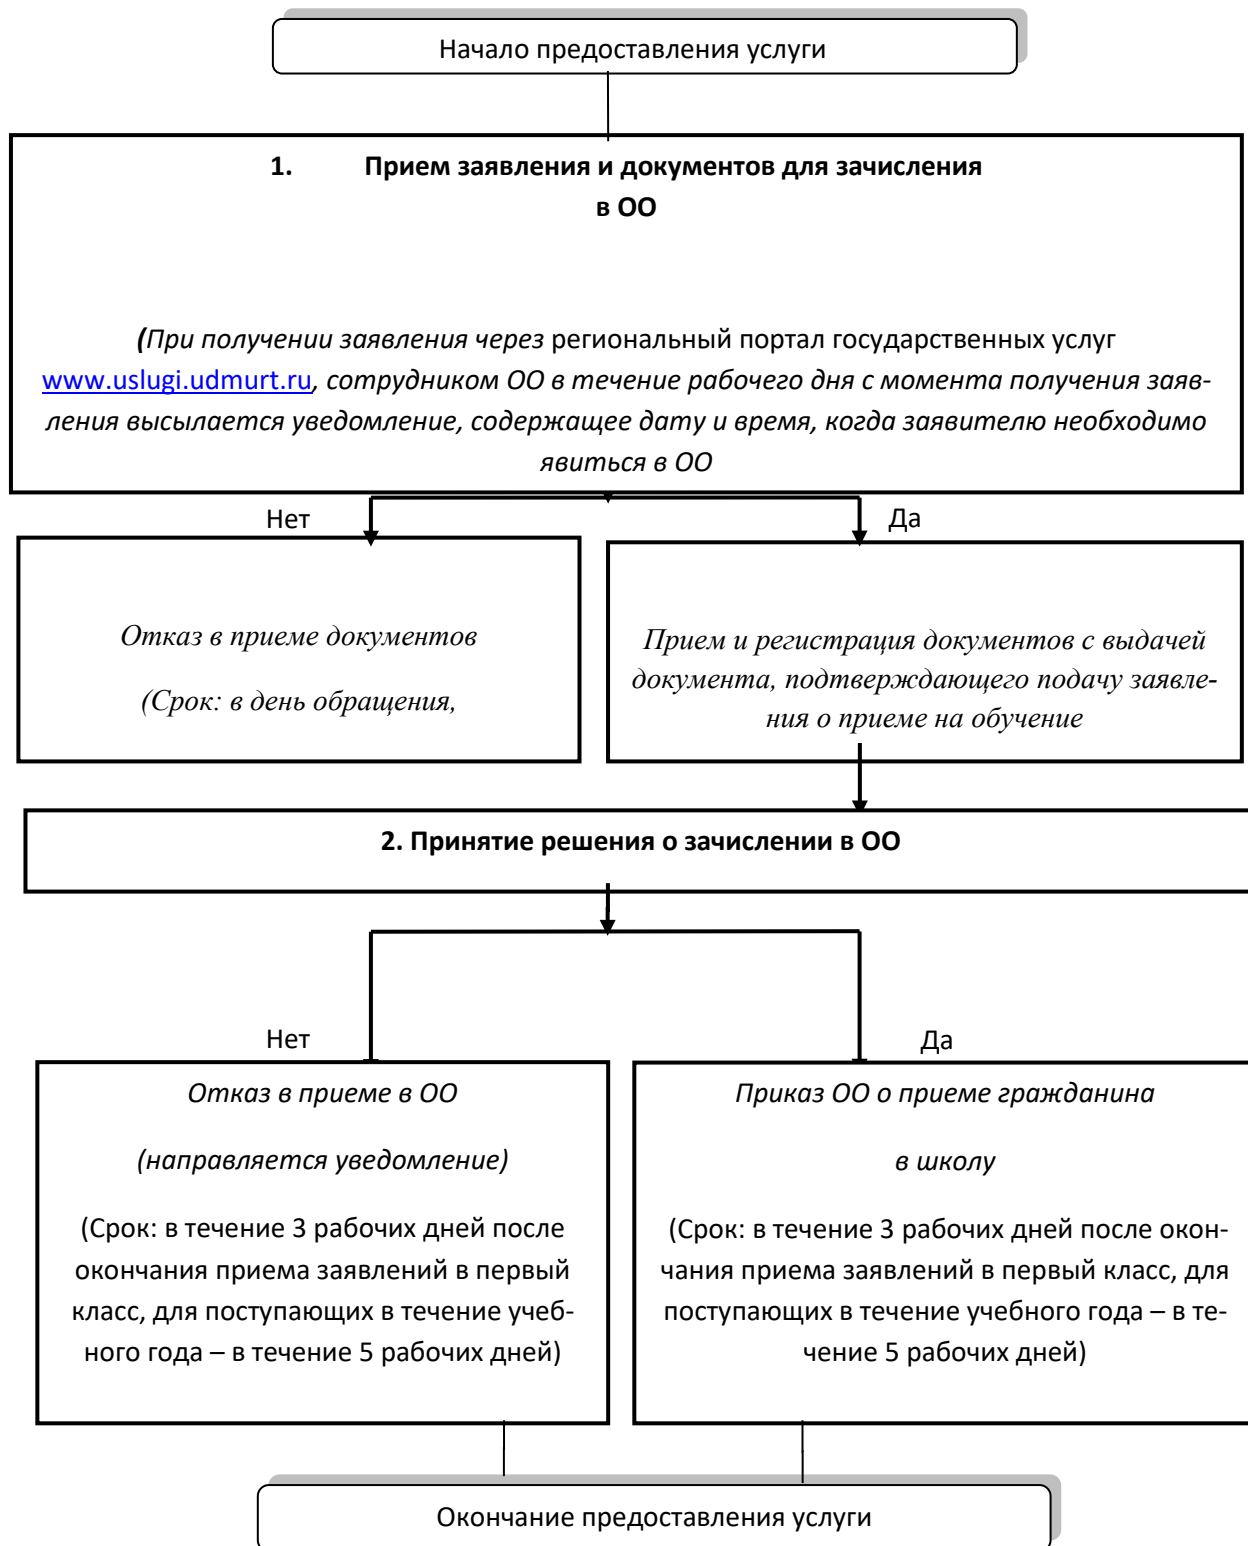 Начало предоставления услуги
1. Прием заявления и документов для зачисления
в ОО
(При получении заявления через региональный портал государственных услуг
www.uslugi.udmurt.ru, сотрудником ОО в течение рабочего дня с момента получения заяв-
ления высылается уведомление, содержащее дату и время, когда заявителю необходимо
явиться в ОО
Нет
Да
Отказ в приеме документов
(Срок: в день обращения,
Прием и регистрация документов с выдачей
документа, подтверждающего подачу заявле-
ния о приеме на обучение
2. Принятие решения о зачислении в ОО
Нет
Да
Отказ в приеме в ОО
(направляется уведомление)
(Срок: в течение 3 рабочих дней после
окончания приема заявлений в первый
класс, для поступающих в течение учеб-
ного года – в течение 5 рабочих дней)
Приказ ОО о приеме гражданина
в школу
(Срок: в течение 3 рабочих дней после окон-
чания приема заявлений в первый класс, для
поступающих в течение учебного года – в те-
чение 5 рабочих дней)
Окончание предоставления услуги